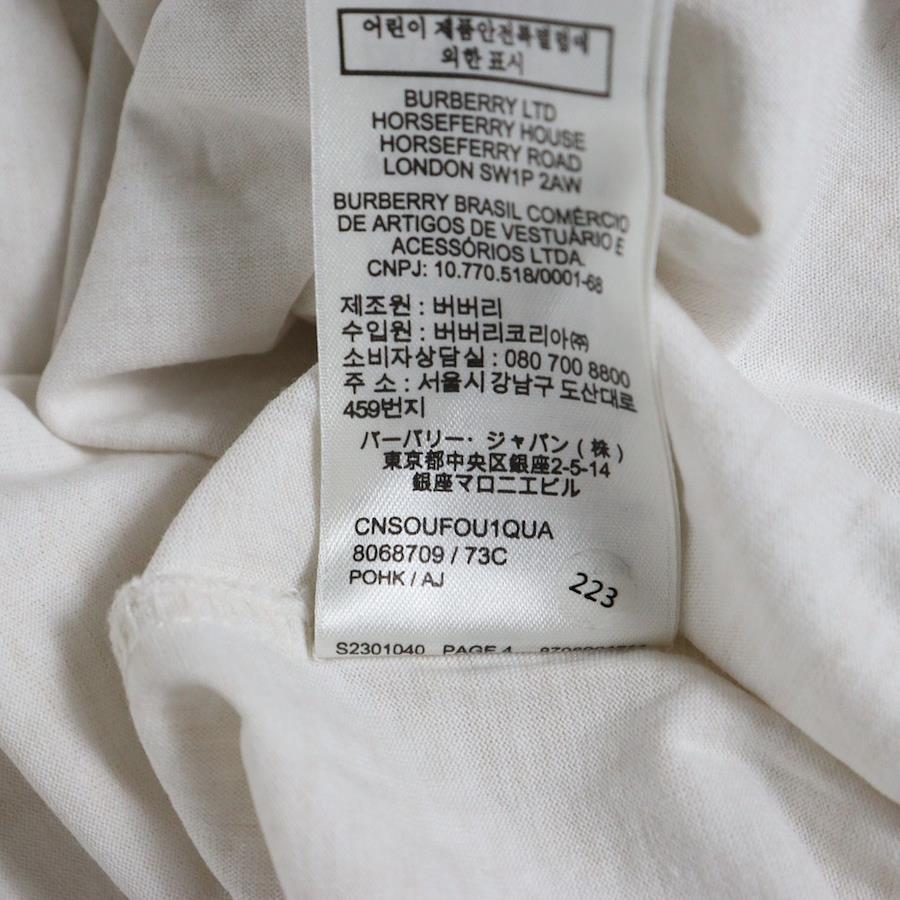 어린이 제품안전특별법에
의한 표시
BURBERRY LTD
HORSEFERRY HOUSE
HORSEFERRY ROAD
LONDON SW1P 2AW
BURBERRY BRASIL COMÉRCIO
DE ARTIGOS DE VESTUÁRIO E
ACESSÓRIOS LTDA.
CNPJ: 10.770.518/0001-68
제조원 : 버버리
수입원 : 버버리코리아㈜
소비자상담실 : 080 700 8800
주 소 : 서울시 강남구 도산대로
459번지
バーバリー・ジャパン(株)
東京都中央区銀座2-5-14
銀座マロニエビル
CNSOUFOU1QUA
8068709 / 73C
POHK / AJ
223
S2301040 PAGE 4